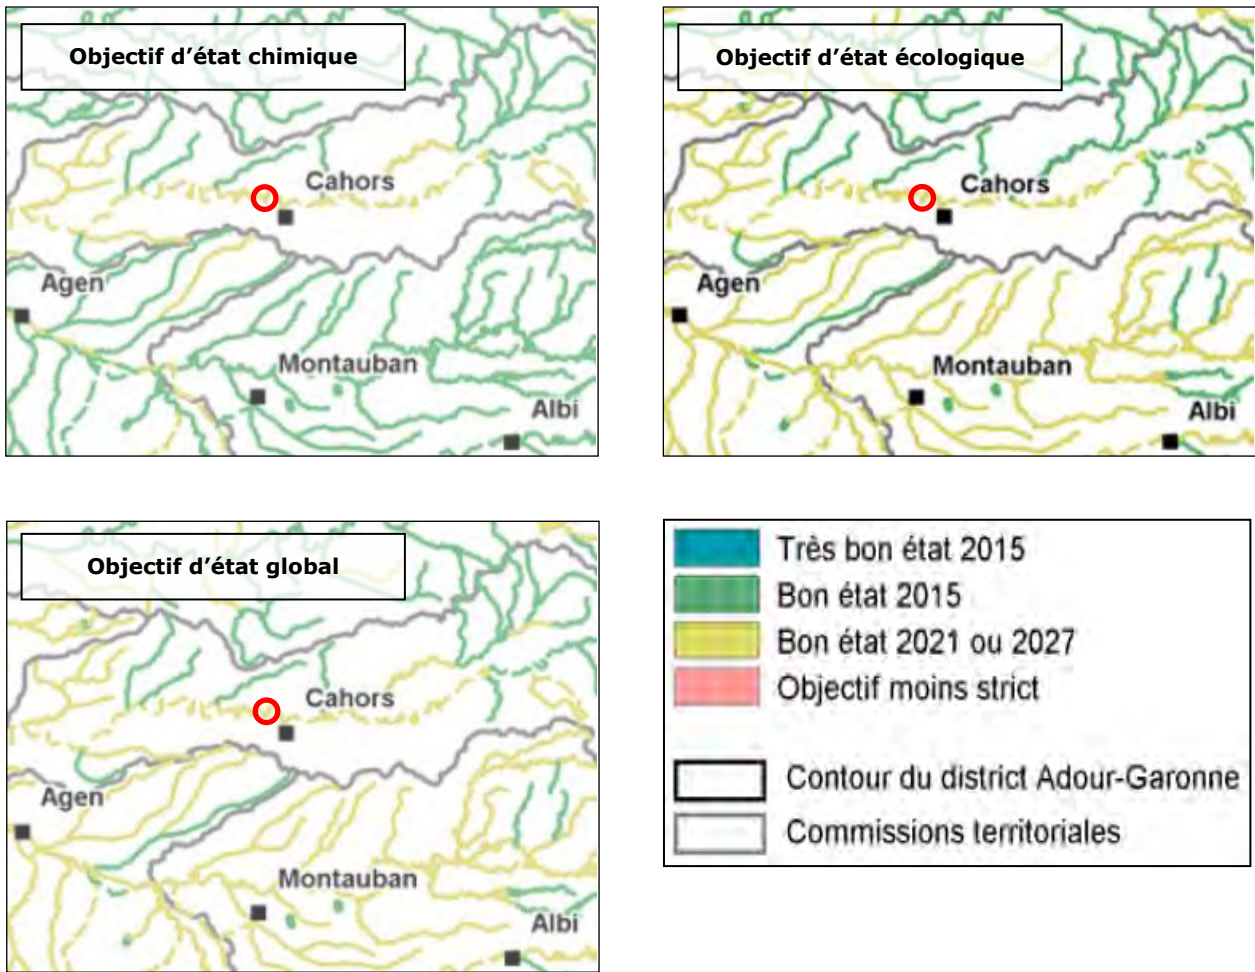 Objectif d'état chimique
Cahors
Agen
Montauban
Albi
Objectif d'état écologique
Cahors
Agen
Montauban
Albi
Objectif d'état global
Cahors
Agen
Montauban
Albi
Très bon état 2015
Bon état 2015
Bon état 2021 ou 2027
Objectif moins strict
Contour du district Adour-Garonne
Commissions territoriales